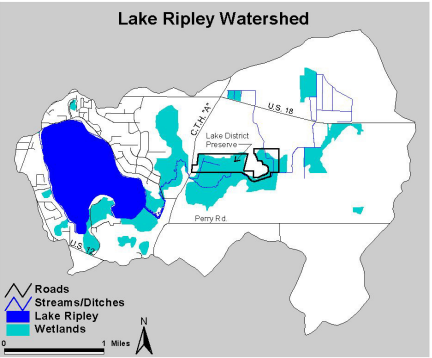 Lake Ripley Watershed
U.S. 18
C.T.H. "A"
Lake District
Preserve
Perry Rd.
U.S. 12
Roads
Streams/Ditches
Lake Ripley
Wetlands
N
0 1 Miles